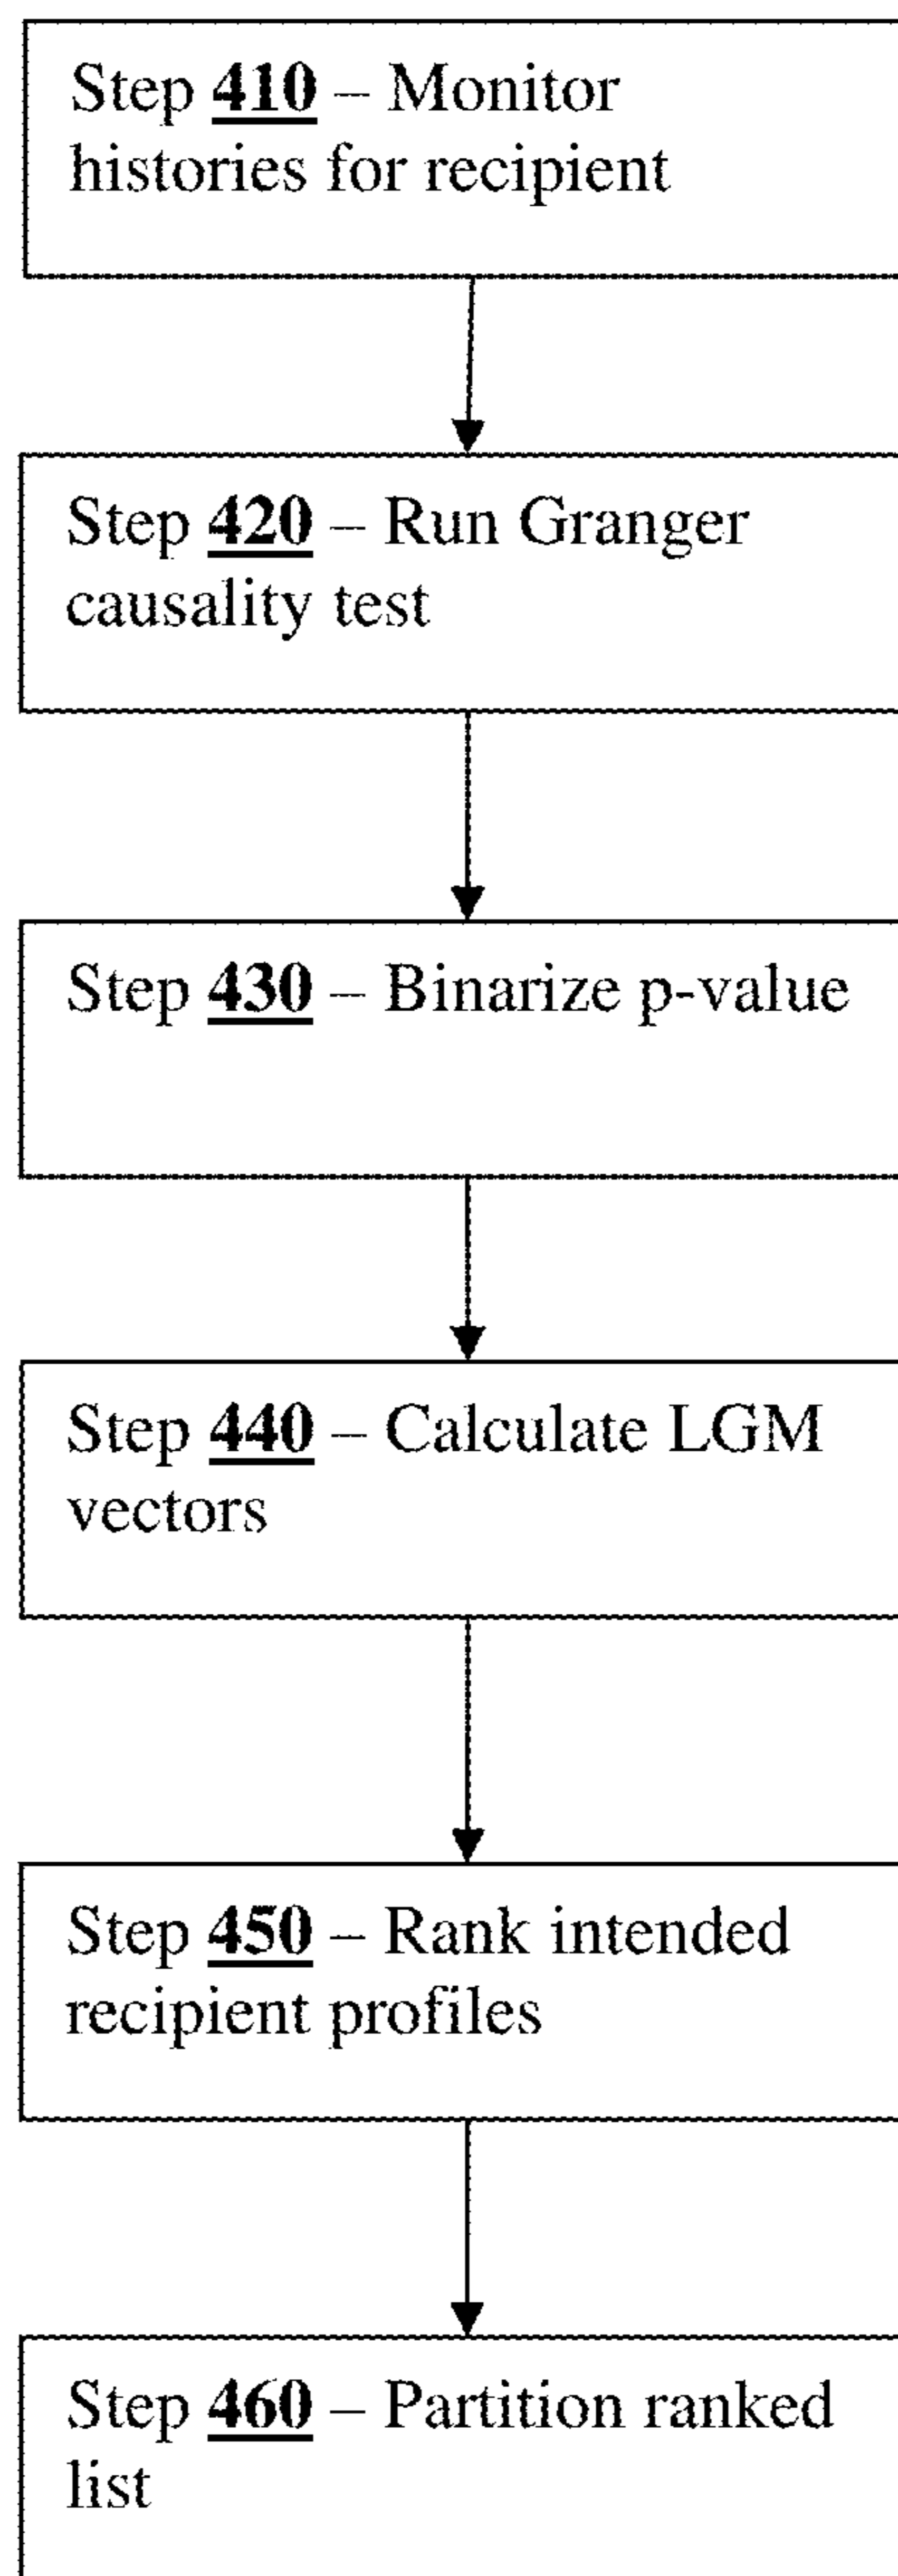 Step 410 – Monitor
histories for recipient
Step 420 – Run Granger
causality test
Step 430 – Binarize p-value
Step 440 – Calculate LGM
vectors
Step 450 – Rank intended
recipient profiles
Step 460 – Partition ranked
list